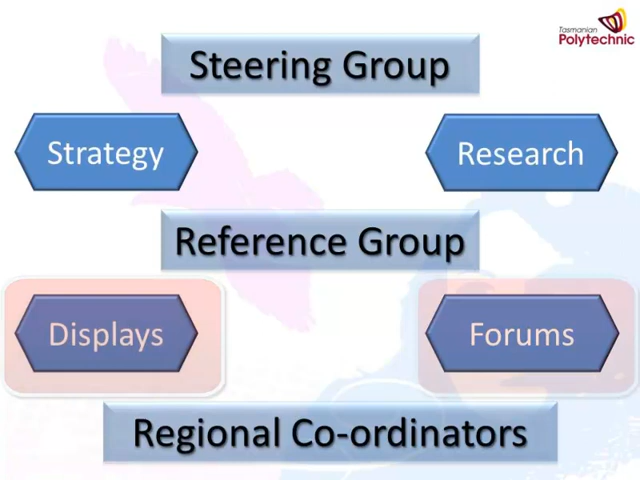 Tasmanian
Polytechnic
Steering Group
Strategy
Research
Reference Group
Displays
Forums
Regional Co-ordinators